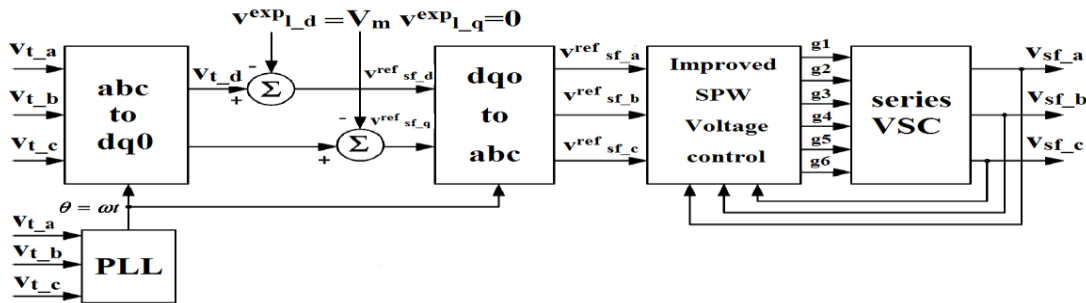 v^exp_l_d = V_m v^exp_l_q=0
v_t_a
v_t_b
v_t_c
abc
to
dq0
v_t_d
-
+
Σ
v^ref_sf_d
-
+
Σ
v^ref_sf_q
dqo
to
abc
v^ref_sf_a
v^ref_sf_b
v^ref_sf_c
Improved
SPW
Voltage
control
g1
g2
g3
g4
g5
g6
series
VSC
v_sf_a
v_sf_b
v_sf_c
θ = ωt
v_t_a
v_t_b
v_t_c
PLL